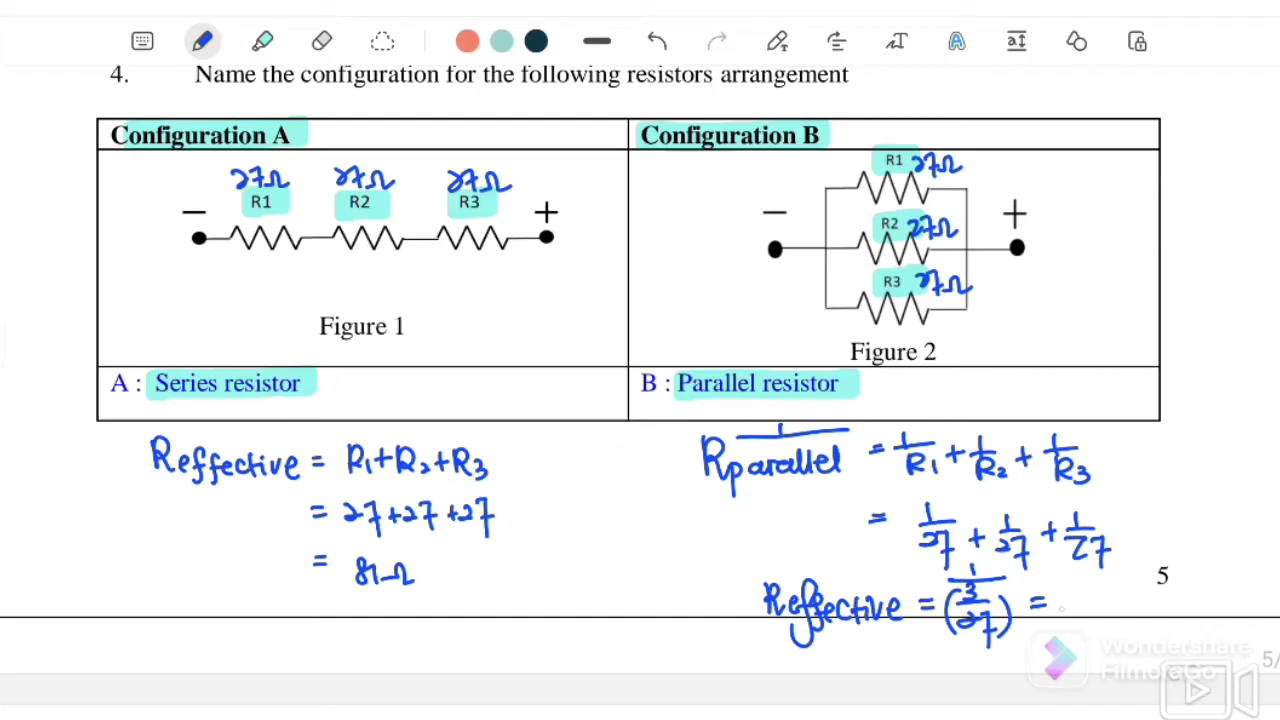 4. Name the configuration for the following resistors arrangement
Configuration A
27Ω 27Ω 27Ω
R1 R2 R3
− +
Figure 1
A : Series resistor
Configuration B
R1 27Ω
R2 27Ω
− +
R3 27Ω
Figure 2
B : Parallel resistor
Reffective = R1+R2+R3
= 27+27+27
= 81Ω
1/Rparallel = 1/R1 + 1/R2 + 1/R3
= 1/27 + 1/27 + 1/27
Reffective = 1/(3/27) =
5
Wondershare
FilmoraGo
5/